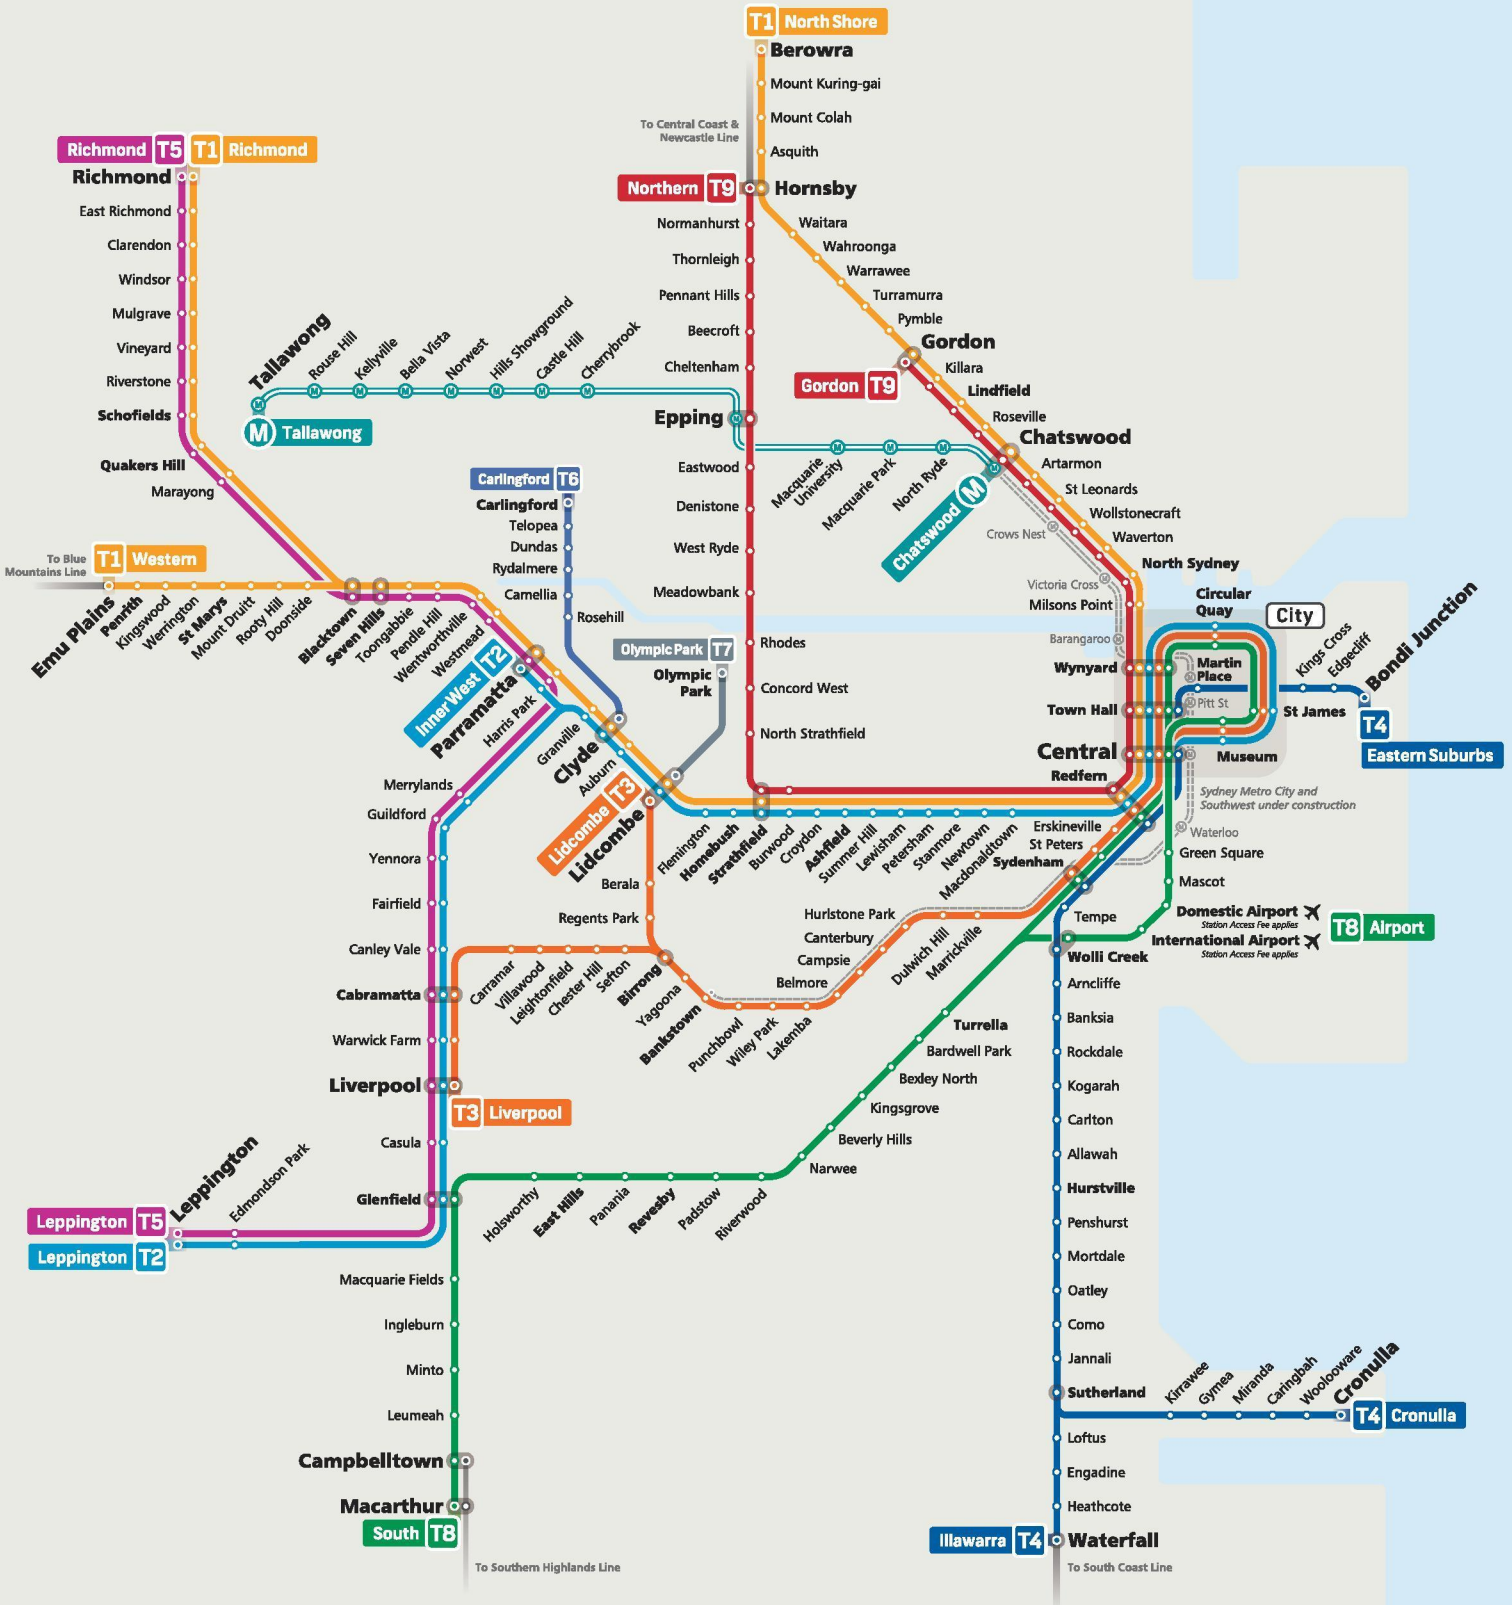 T1 North Shore
Berowra
Mount Kuring-gai
Mount Colah
To Central Coast &
Newcastle Line
Asquith
Richmond T5
T1 Richmond
Richmond
Northern T9
Hornsby
East Richmond
Clarendon
Windsor
Mulgrave
Vineyard
Riverstone
Schofields
Quakers Hill
Marayong
Normanhurst
Thornleigh
Pennant Hills
Beecroft
Cheltenham
Epping
Waitara
Wahroonga
Warrawee
Turramurra
Pymble
Gordon
Gordon T9
Killara
Lindfield
Roseville
Chatswood
Tallawong
Rouse Hill
Kellyville
Bella Vista
Norwest
Hills Showground
Castle Hill
Cherrybrook
M Tallawong
Macquarie
University
Macquarie Park
North Ryde
Chatswood M
Artarmon
St Leonards
Wollstonecraft
Waverton
North Sydney
Crows Nest
Victoria Cross
Milsons Point
Barangaroo
Carlingford T6
Carlingford
Telopea
Dundas
Rydalmere
Camellia
Rosehill
Eastwood
Denistone
West Ryde
Meadowbank
Rhodes
Concord West
North Strathfield
Olympic Park T7
Olympic
Park
To Blue
Mountains Line
T1 Western
Emu Plains
Penrith
Kingswood
Werrington
St Marys
Mount Druitt
Rooty Hill
Doonside
Blacktown
Seven Hills
Toongabbie
Pendle Hill
Wentworthville
Westmead
Inner West T2
Parramatta
Harris Park
Granville
Clyde
Auburn
Lidcombe T3
Lidcombe
Flemington
Homebush
Strathfield
Burwood
Croydon
Ashfield
Summer Hill
Lewisham
Petersham
Stanmore
Newtown
Macdonaldtown
Circular
Quay
City
Wynyard
Martin
Place
Town Hall
Pitt St
Central
St James
Museum
Redfern
Kings Cross
Edgecliff
Bondi Junction
T4
Eastern Suburbs
Sydney Metro City and
Southwest under construction
Waterloo
Erskineville
St Peters
Sydenham
Green Square
Mascot
Domestic Airport
Station Access Fee applies
International Airport
Station Access Fee applies
T8 Airport
Tempe
Wolli Creek
Merrylands
Guildford
Yennora
Fairfield
Canley Vale
Cabramatta
Warwick Farm
Liverpool
T3 Liverpool
Casula
Glenfield
Berala
Regents Park
Carramar
Villawood
Leightonfield
Chester Hill
Sefton
Birrong
Yagoona
Bankstown
Punchbowl
Wiley Park
Lakemba
Belmore
Campsie
Canterbury
Hurlstone Park
Dulwich Hill
Marrickville
Turrella
Bardwell Park
Bexley North
Kingsgrove
Beverly Hills
Narwee
Riverwood
Padstow
Revesby
Panania
East Hills
Holsworthy
Leppington
Edmondson Park
Leppington T5
Leppington T2
Macquarie Fields
Ingleburn
Minto
Leumeah
Campbelltown
Macarthur
South T8
To Southern Highlands Line
Arncliffe
Banksia
Rockdale
Kogarah
Carlton
Allawah
Hurstville
Penshurst
Mortdale
Oatley
Como
Jannali
Sutherland
Kirrawee
Gymea
Miranda
Caringbah
Woolooware
Cronulla
T4 Cronulla
Loftus
Engadine
Heathcote
Illawarra T4
Waterfall
To South Coast Line